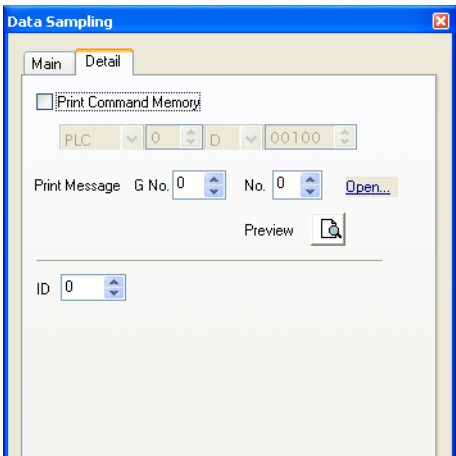 Data Sampling
Main Detail
Print Command Memory
PLC 0 D 00100
Print Message G No. 0 No. 0 Open...
Preview
ID 0